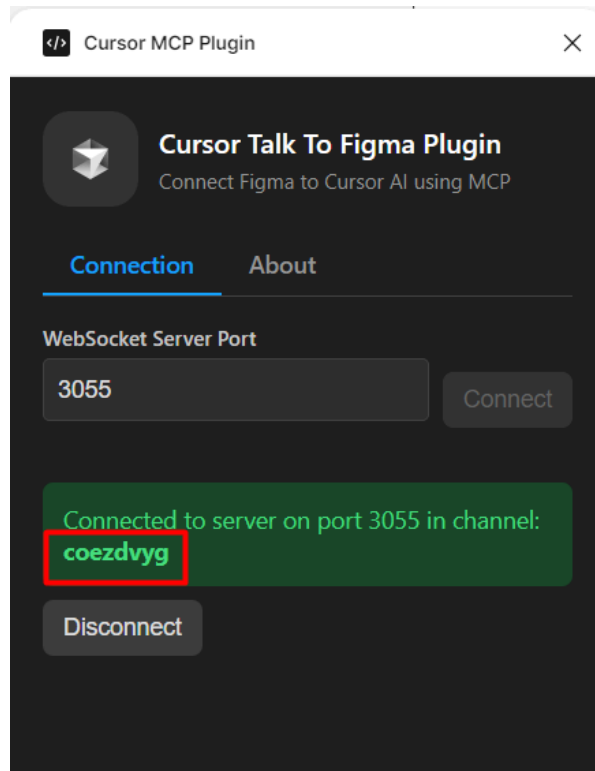 Cursor MCP Plugin
Cursor Talk To Figma Plugin
Connect Figma to Cursor AI using MCP
Connection About
WebSocket Server Port
3055
Connect
Connected to server on port 3055 in channel:
coezdvyg
Disconnect